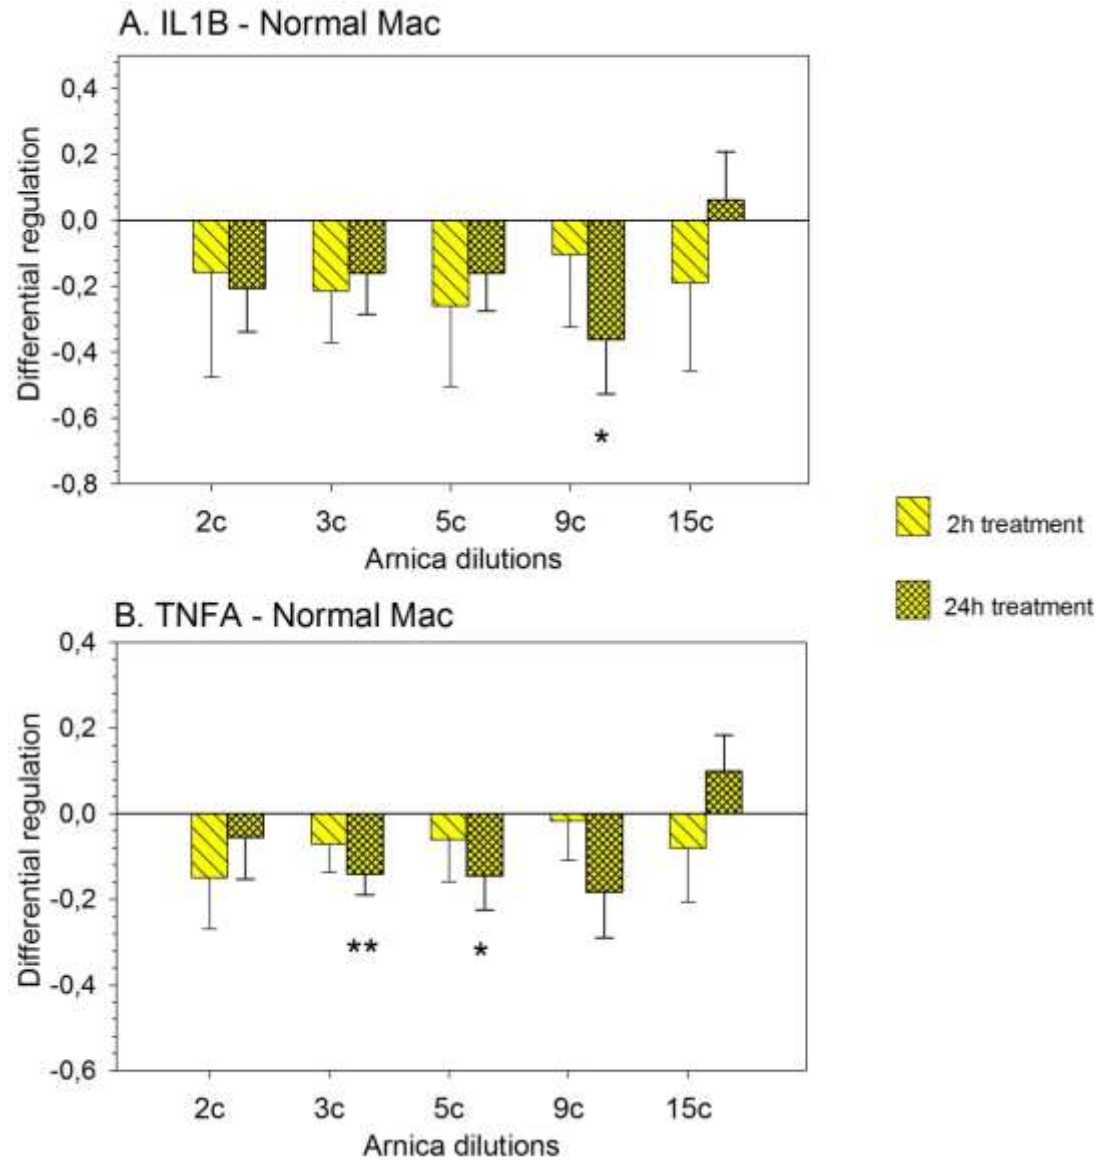 A. IL1B - Normal Mac
0,4
0,2
0,0
-0,2
-0,4
-0,6
-0,8
Differential regulation
2c 3c 5c 9c 15c
Arnica dilutions
*
2h treatment
24h treatment
B. TNFA - Normal Mac
0,4
0,2
0,0
-0,2
-0,4
-0,6
Differential regulation
** *
2c 3c 5c 9c 15c
Arnica dilutions